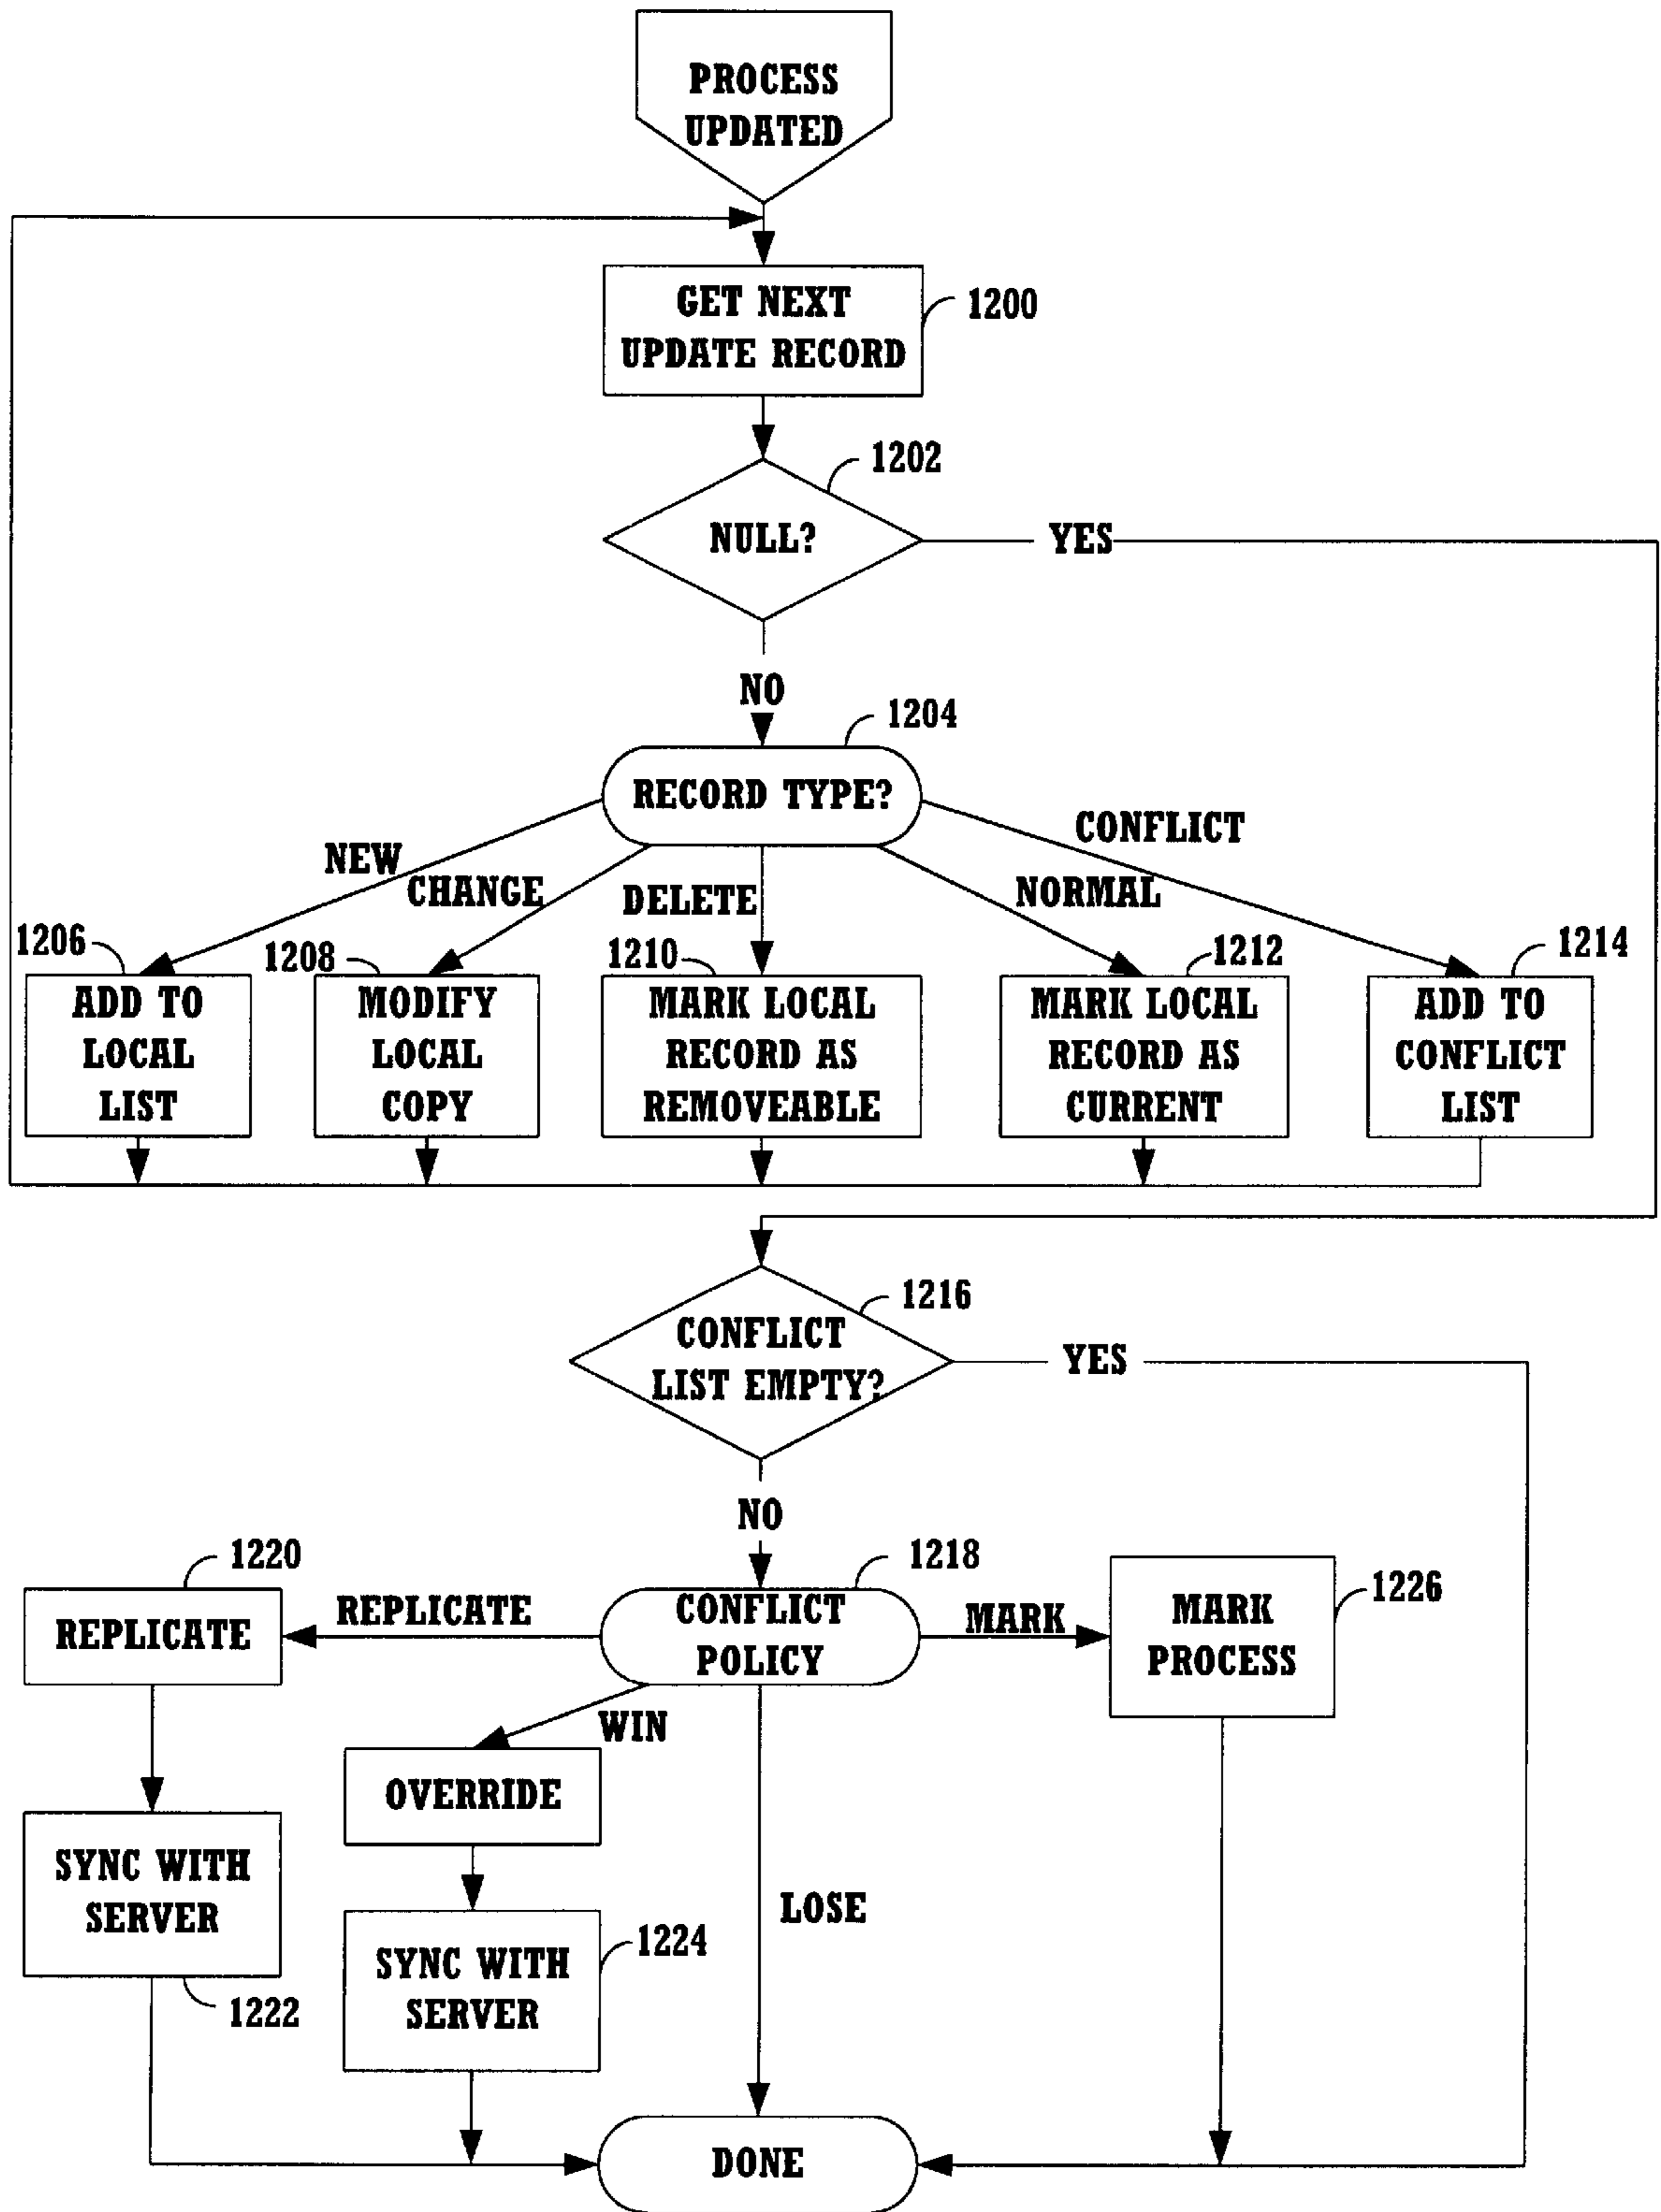 PROCESS
UPDATED
GET NEXT
UPDATE RECORD
1200
1202
NULL?
YES
NO
1204
RECORD TYPE?
NEW
CHANGE
DELETE
NORMAL
CONFLICT
1206
ADD TO
LOCAL
LIST
1208
MODIFY
LOCAL
COPY
1210
MARK LOCAL
RECORD AS
REMOVEABLE
1212
MARK LOCAL
RECORD AS
CURRENT
1214
ADD TO
CONFLICT
LIST
1216
CONFLICT
LIST EMPTY?
YES
NO
1218
CONFLICT
POLICY
REPLICATE
1220
REPLICATE
MARK
MARK
PROCESS
1226
WIN
OVERRIDE
SYNC WITH
SERVER
1222
SYNC WITH
SERVER
1224
LOSE
DONE